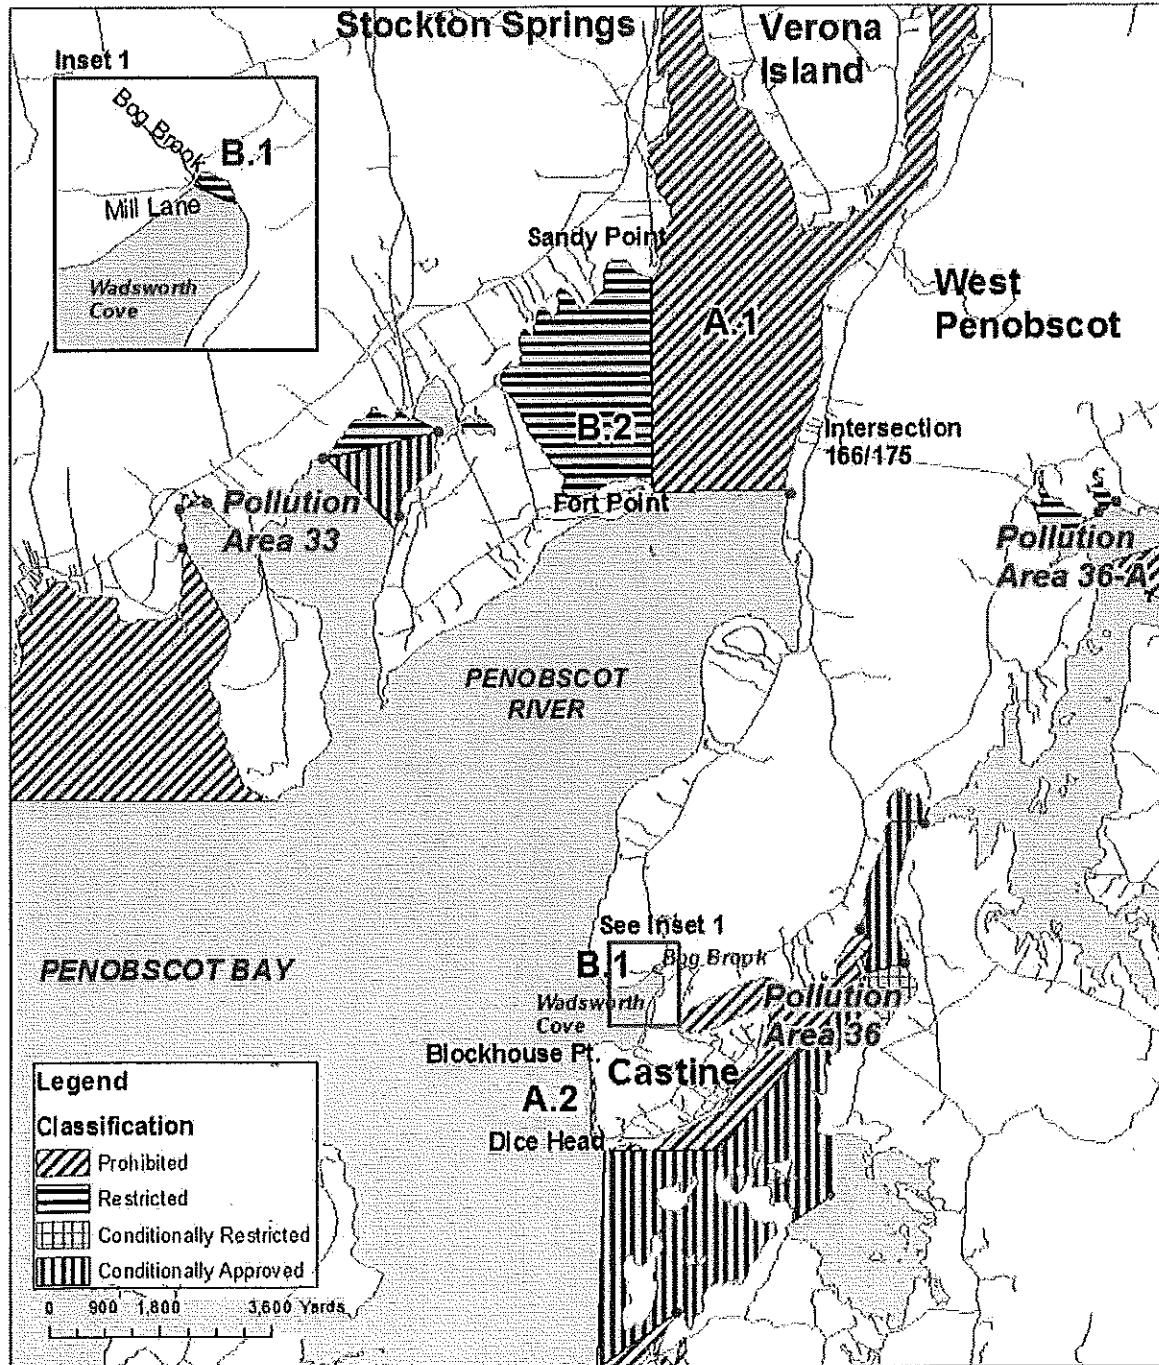 Stockton Springs
Verona
Island
Inset 1
Bog Brook
B.1
Mill Lane
Wadsworth
Cove
Sandy Point
West
Penobscot
A.1
B.2
Intersection
166/175
Fort Point
Pollution
Area 33
Pollution
Area 36-A
PENOBSCOT
RIVER
See Inset 1
PENOBSCOT BAY
B.1
Bog Brook
Wadsworth
Cove
Pollution
Area 36
Blockhouse Pt.
Castine
A.2
Dice Head
Legend
Classification
Prohibited
Restricted
Conditionally Restricted
Conditionally Approved
0 900 1,800 3,600 Yards